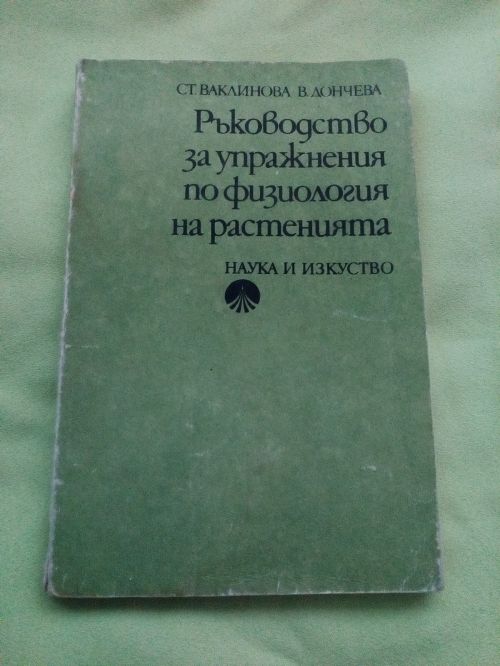 СТ. ВАКЛИНОВА В. ДОНЧЕВА
Ръководство
за упражнения
по физиология
на растенията
НАУКА И ИЗКУСТВО